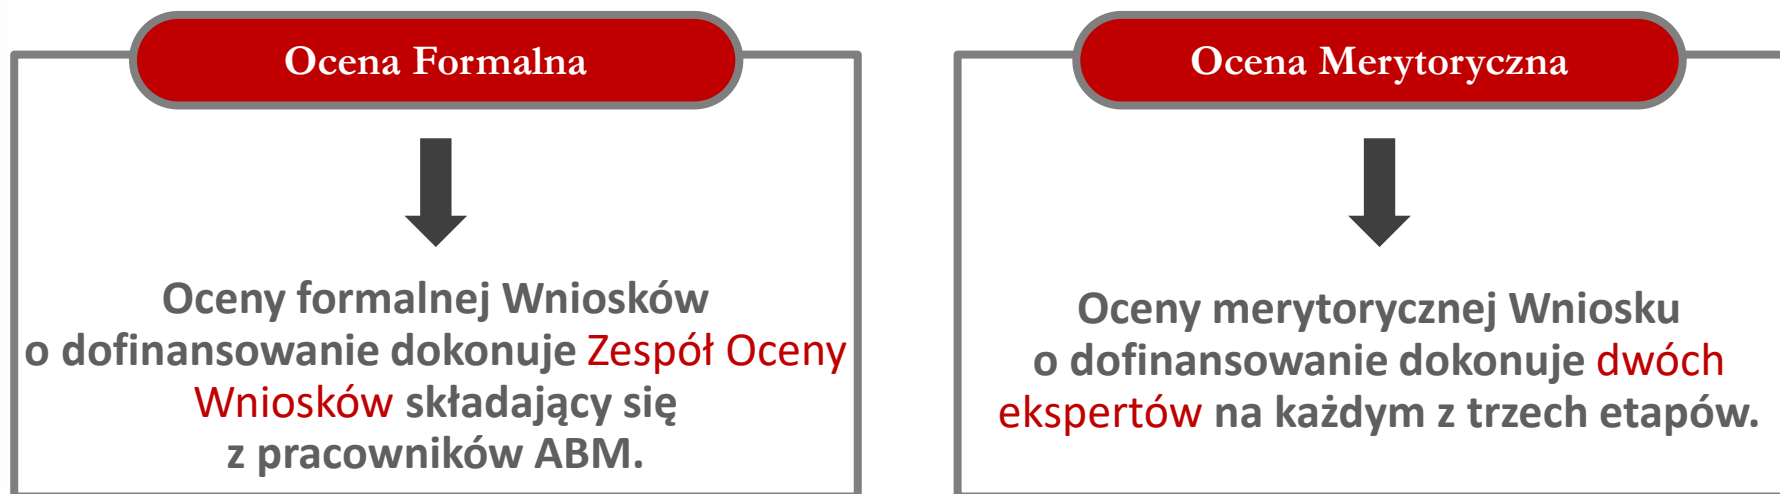 Ocena Formalna
Oceny formalnej Wniosków
o dofinansowanie dokonuje Zespół Oceny
Wniosków składający się
z pracowników ABM.
Ocena Merytoryczna
Oceny merytorycznej Wniosku
o dofinansowanie dokonuje dwóch
ekspertów na każdym z trzech etapów.